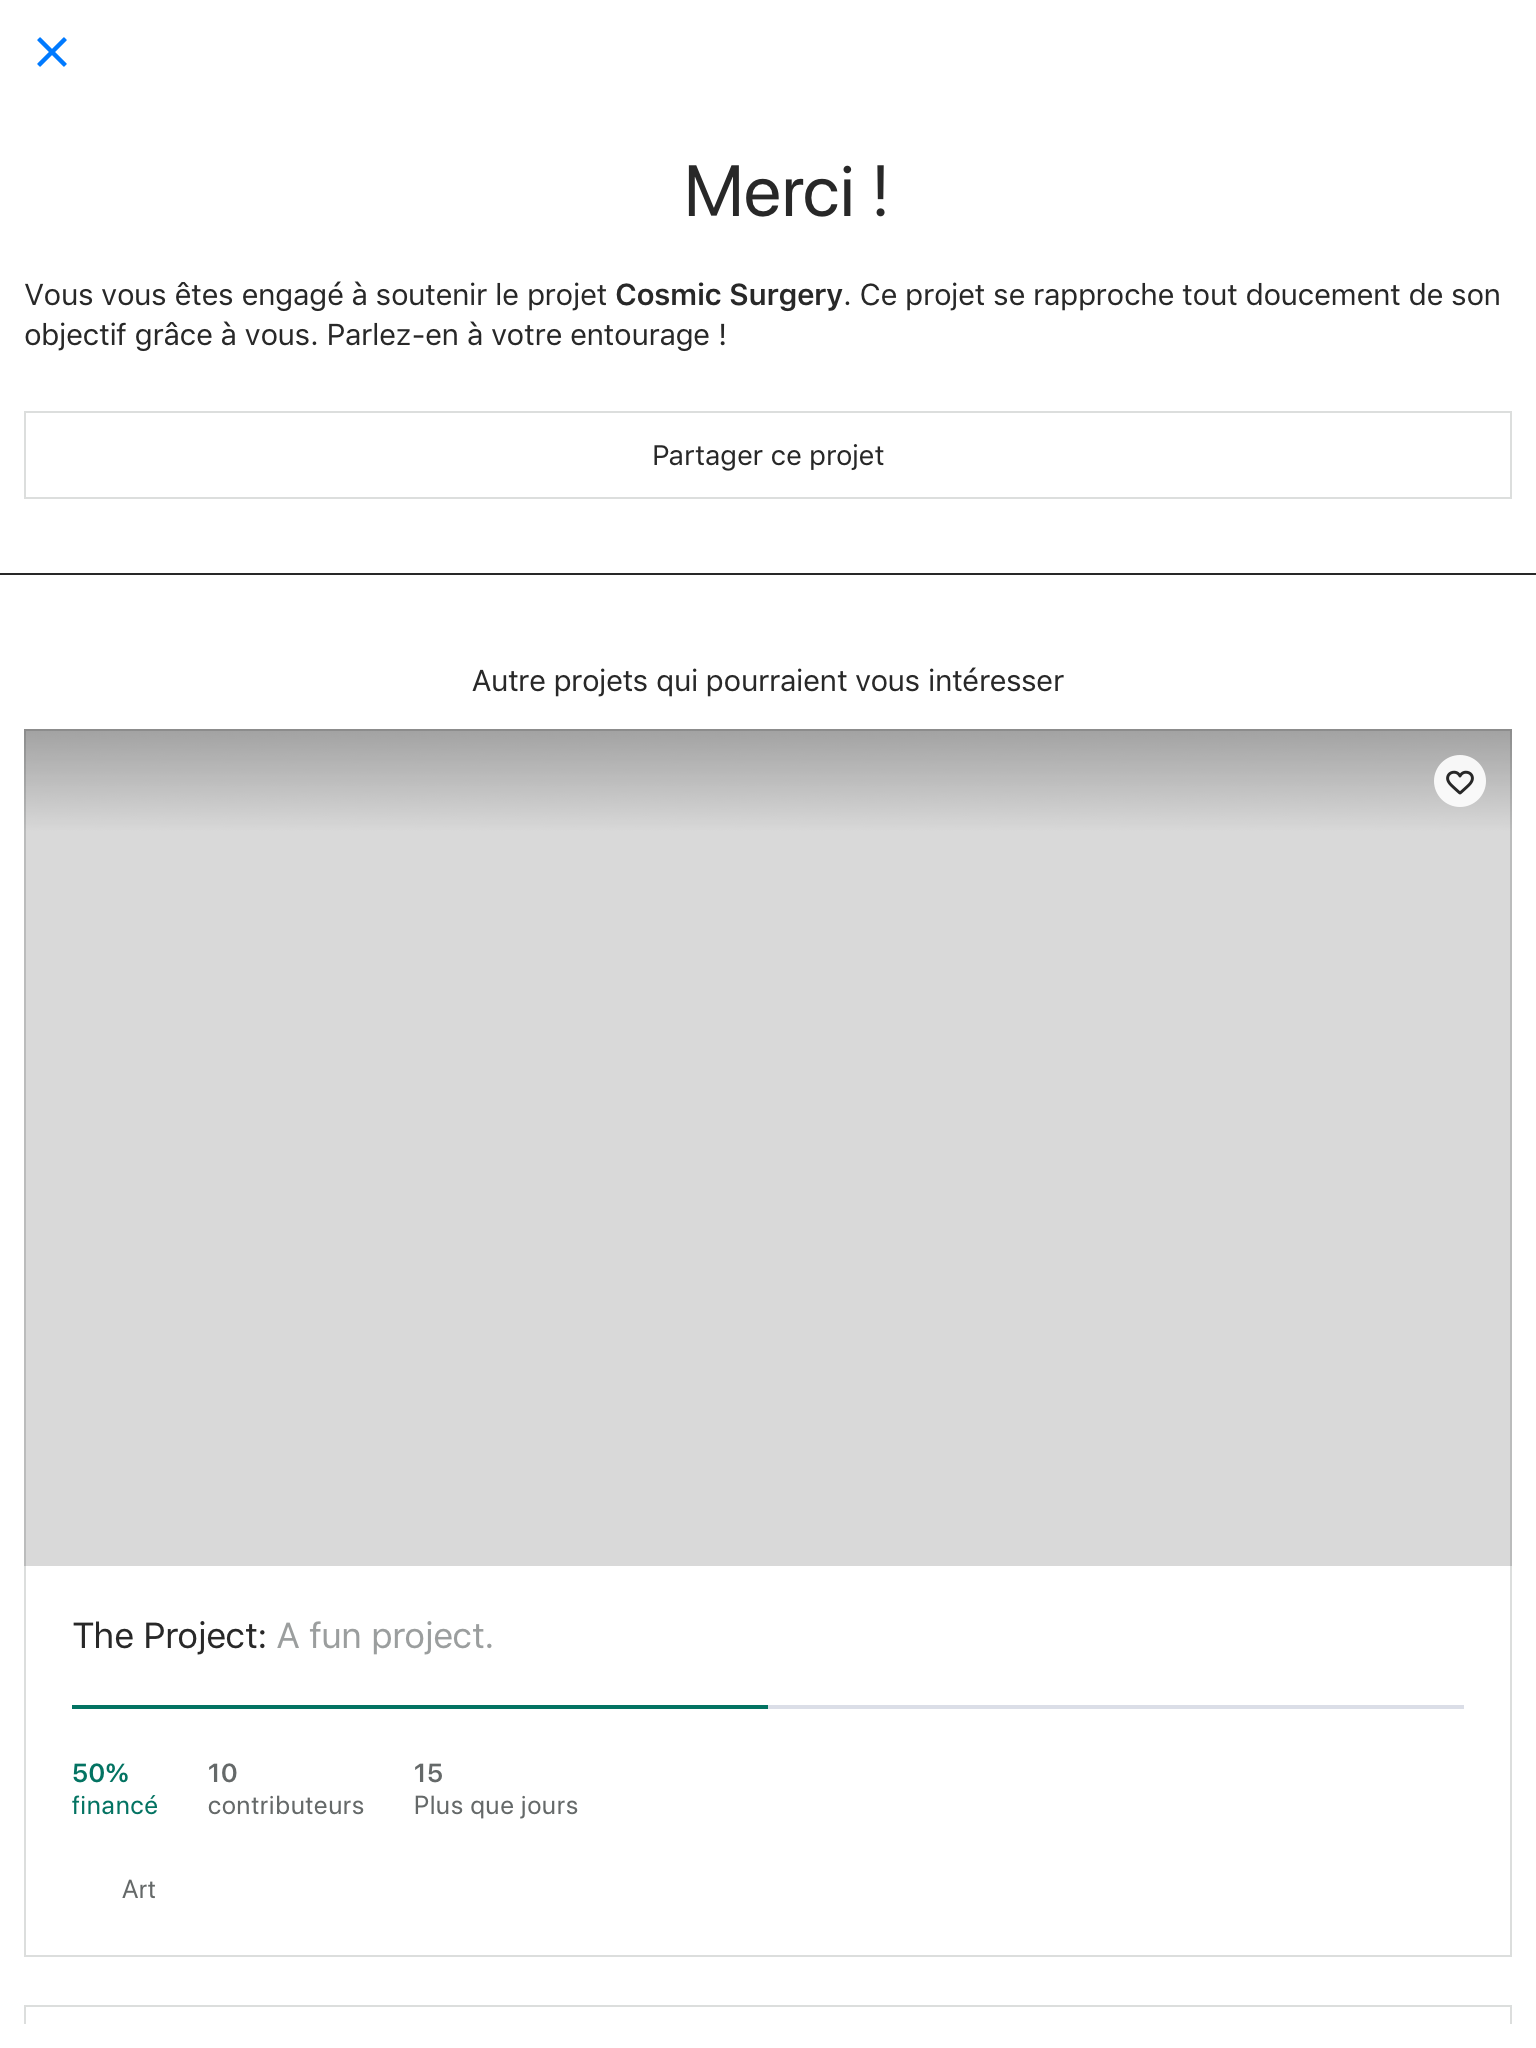 Merci !
Vous vous êtes engagé à soutenir le projet Cosmic Surgery. Ce projet se rapproche tout doucement de son
objectif grâce à vous. Parlez-en à votre entourage !
Partager ce projet
Autre projets qui pourraient vous intéresser
The Project: A fun project.
50% 10 15
financé contributeurs Plus que jours
Art